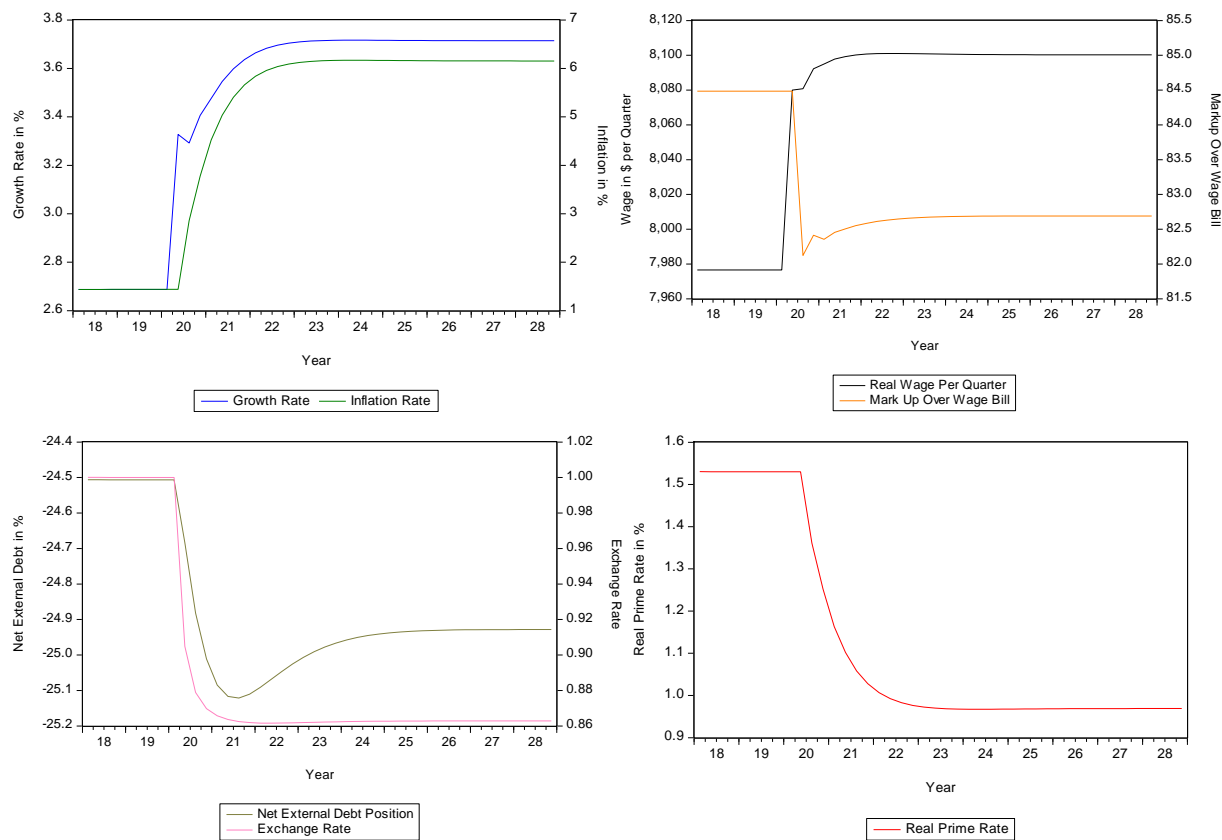 3.8
3.6
3.4
3.2
3.0
2.8
2.6
Growth Rate in %
7
6
5
4
3
2
1
Inflation in %
18 19 20 21 22 23 24 25 26 27 28
Year
Growth Rate Inflation Rate
8,120
8,100
8,080
8,060
8,040
8,020
8,000
7,980
7,960
Wage in $ per Quarter
85.5
85.0
84.5
84.0
83.5
83.0
82.5
82.0
81.5
Markup Over Wage Bill
18 19 20 21 22 23 24 25 26 27 28
Year
Real Wage Per Quarter
Mark Up Over Wage Bill
-24.4
-24.5
-24.6
-24.7
-24.8
-24.9
-25.0
-25.1
-25.2
Net External Debt in %
1.02
1.00
0.98
0.96
0.94
0.92
0.90
0.88
0.86
Exchange Rate
18 19 20 21 22 23 24 25 26 27 28
Year
Net External Debt Position
Exchange Rate
1.6
1.5
1.4
1.3
1.2
1.1
1.0
0.9
Real Prime Rate in %
18 19 20 21 22 23 24 25 26 27 28
Year
Real Prime Rate